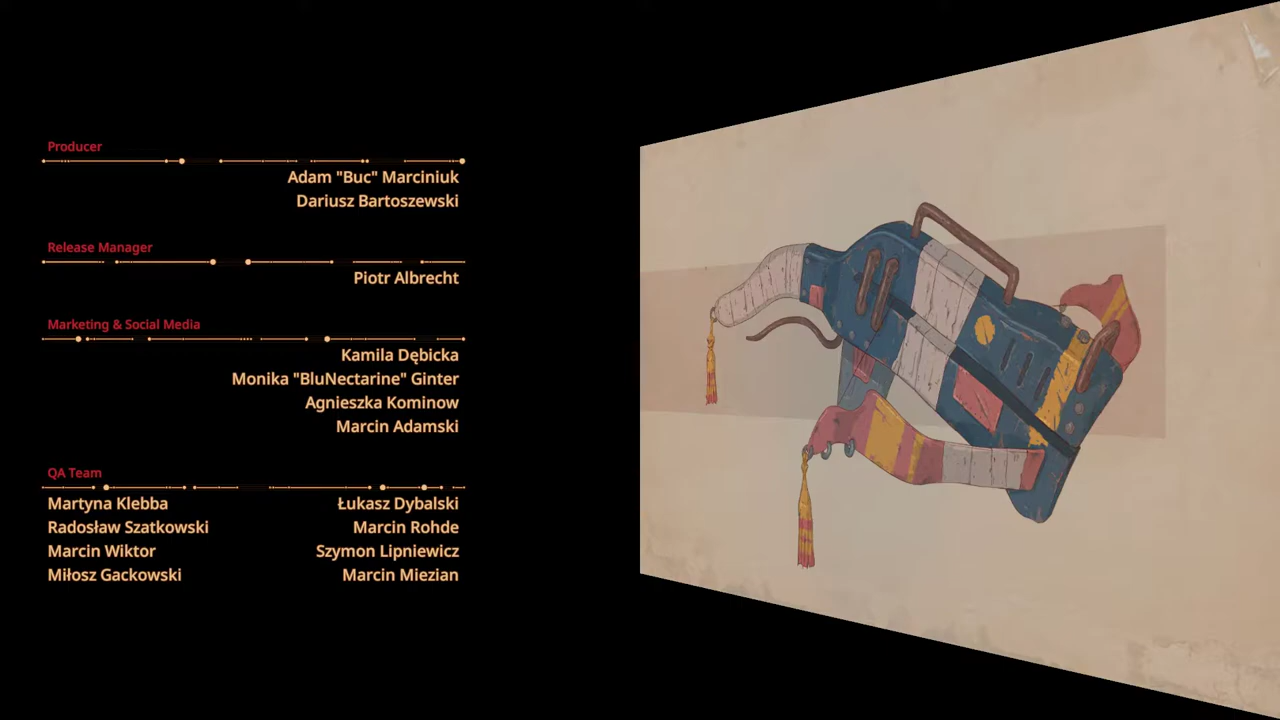 Producer
Adam "Buc" Marciniuk
Dariusz Bartoszewski
Release Manager
Piotr Albrecht
Marketing & Social Media
Kamila Dębicka
Monika "BluNectarine" Ginter
Agnieszka Kominow
Marcin Adamski
QA Team
Martyna Klebba Łukasz Dybalski
Radosław Szatkowski Marcin Rohde
Marcin Wiktor Szymon Lipniewicz
Miłosz Gackowski Marcin Miezian